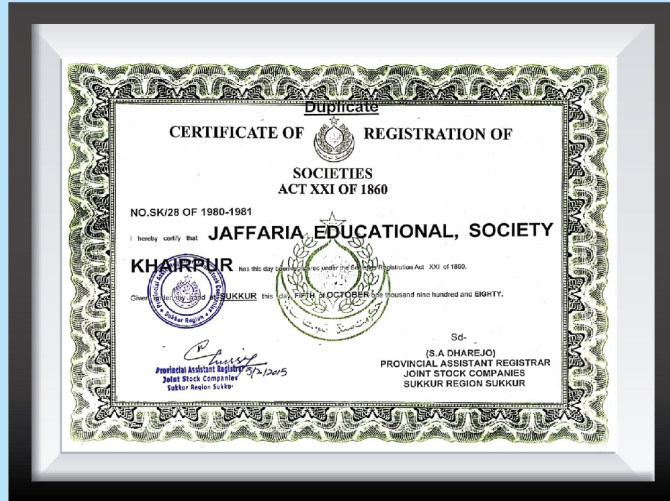 Duplicate
CERTIFICATE OF REGISTRATION OF
SOCIETIES
ACT XXI OF 1860
NO.SK/28 OF 1980-1981
I hereby certify that JAFFARIA EDUCATIONAL, SOCIETY
KHAIRPUR has this day been registered under the Societies Registration Act XXI of 1860.
Given under my hand at SUKKUR this day FIFTH of OCTOBER one thousand nine hundred and EIGHTY.
Sukkur Region
Sd-
(S.A DHAREJO)
PROVINCIAL ASSISTANT REGISTRAR
JOINT STOCK COMPANIES
SUKKUR REGION SUKKUR
Provincial Assistant Registrar
Joint Stock Companies
Sukkur Region Sukkur